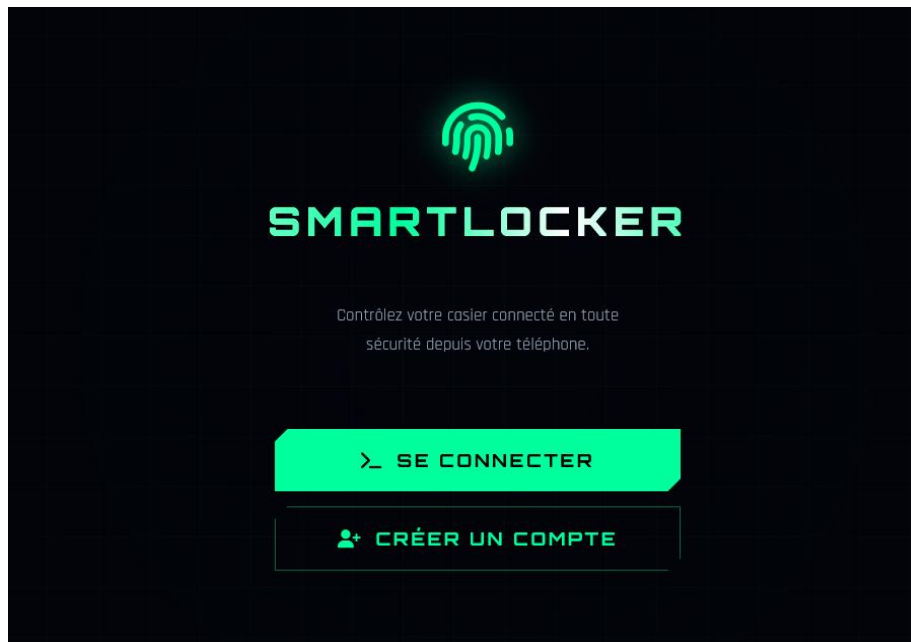 SMARTLOCKER
Contrôlez votre casier connecté en toute
sécurité depuis votre téléphone.
>_ SE CONNECTER
CRÉER UN COMPTE